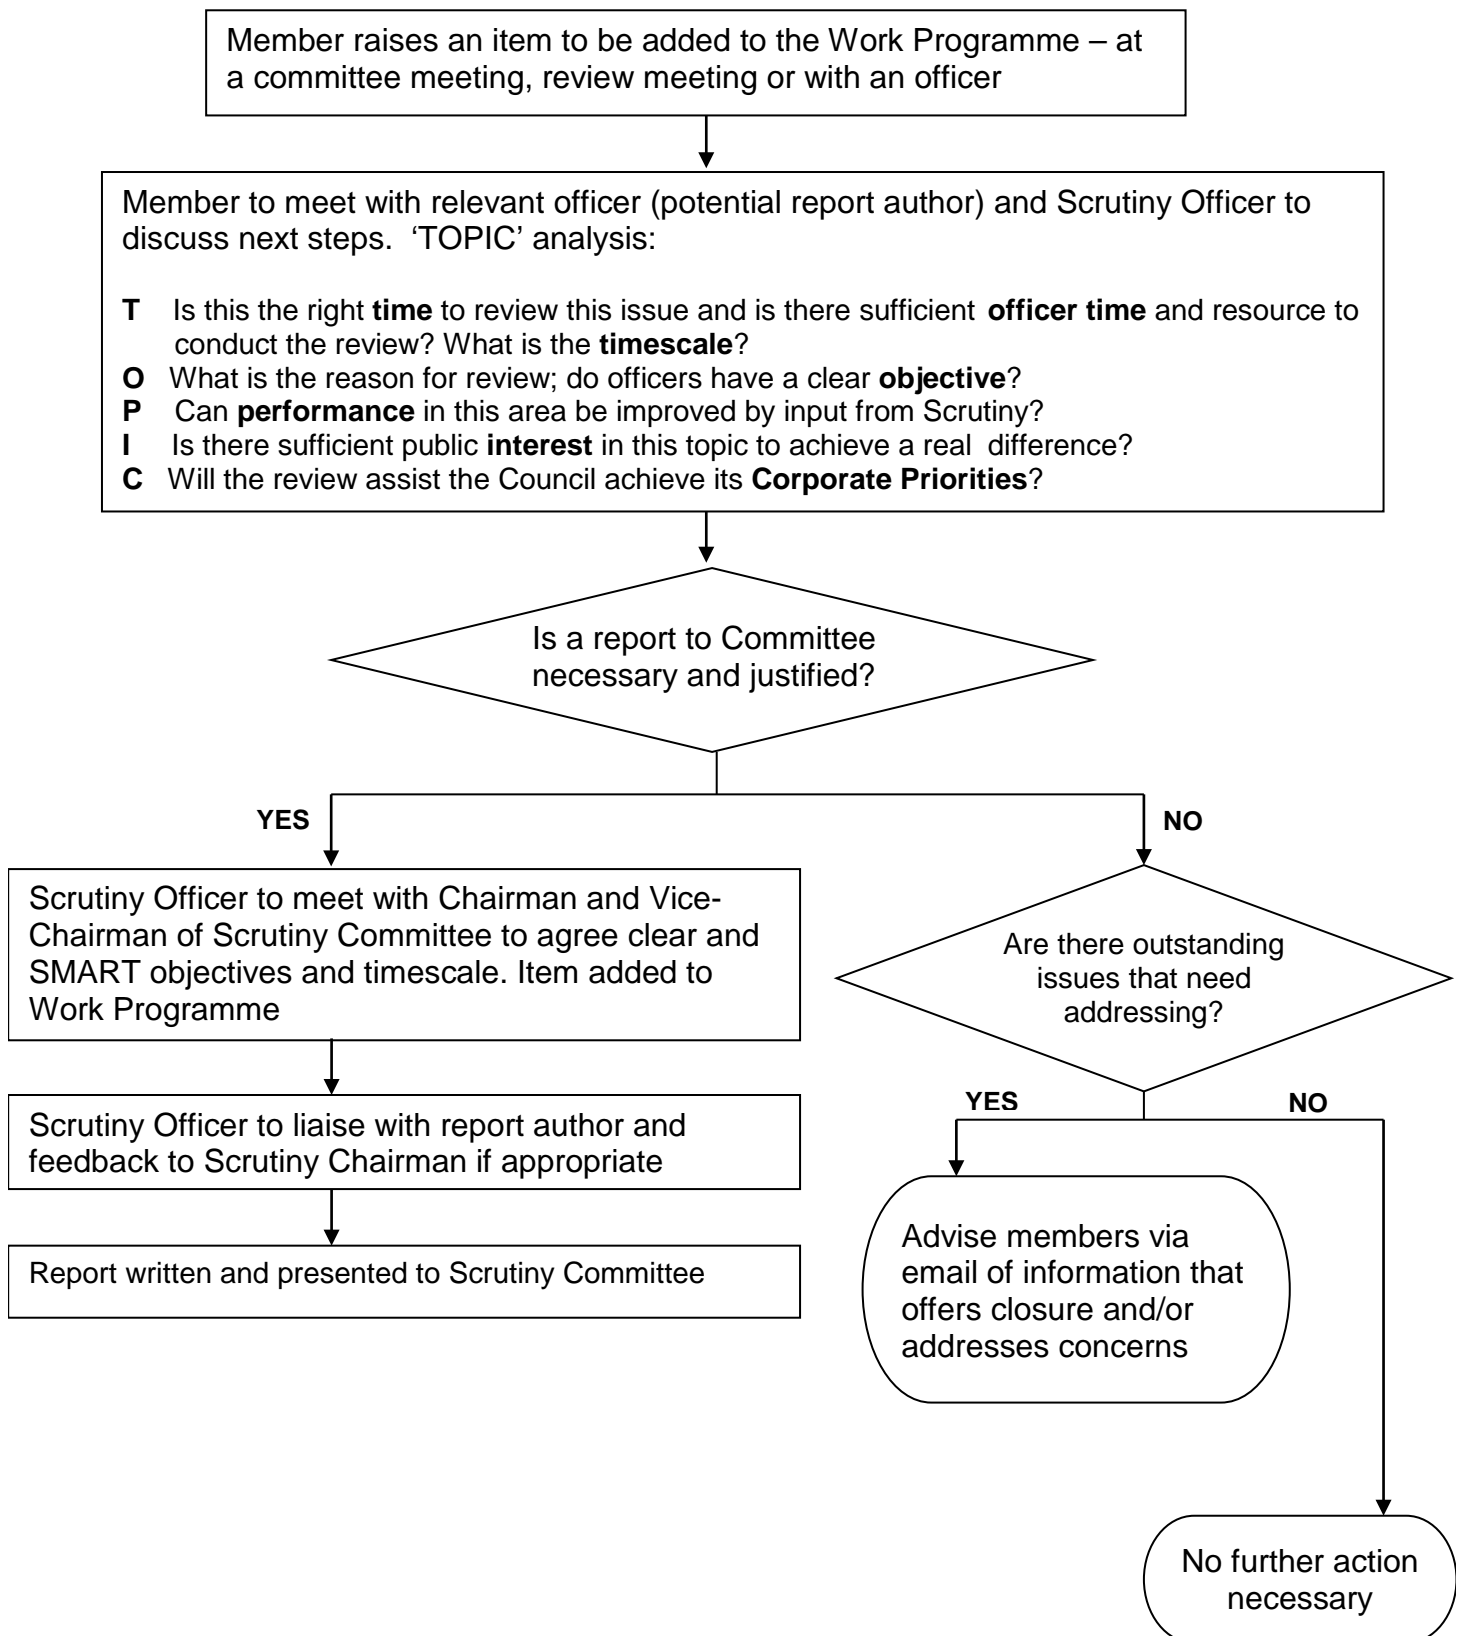 Member raises an item to be added to the Work Programme – at
a committee meeting, review meeting or with an officer
Member to meet with relevant officer (potential report author) and Scrutiny Officer to
discuss next steps. ‘TOPIC’ analysis:
T Is this the right time to review this issue and is there sufficient officer time and resource to
conduct the review? What is the timescale?
O What is the reason for review; do officers have a clear objective?
P Can performance in this area be improved by input from Scrutiny?
I Is there sufficient public interest in this topic to achieve a real difference?
C Will the review assist the Council achieve its Corporate Priorities?
Is a report to Committee
necessary and justified?
YES
NO
Scrutiny Officer to meet with Chairman and Vice-
Chairman of Scrutiny Committee to agree clear and
SMART objectives and timescale. Item added to
Work Programme
Are there outstanding
issues that need
addressing?
Scrutiny Officer to liaise with report author and
feedback to Scrutiny Chairman if appropriate
Report written and presented to Scrutiny Committee
YES
NO
Advise members via
email of information that
offers closure and/or
addresses concerns
No further action
necessary